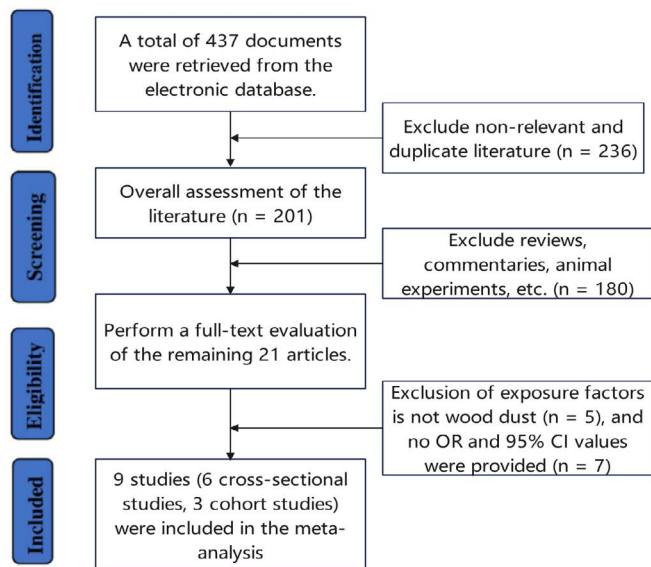 Identification
A total of 437 documents
were retrieved from the
electronic database.
Exclude non-relevant and
duplicate literature (n = 236)
Screening
Overall assessment of the
literature (n = 201)
Exclude reviews,
commentaries, animal
experiments, etc. (n = 180)
Eligibility
Perform a full-text evaluation
of the remaining 21 articles.
Exclusion of exposure factors
is not wood dust (n = 5), and
no OR and 95% CI values
were provided (n = 7)
Included
9 studies (6 cross-sectional
studies, 3 cohort studies)
were included in the meta-
analysis